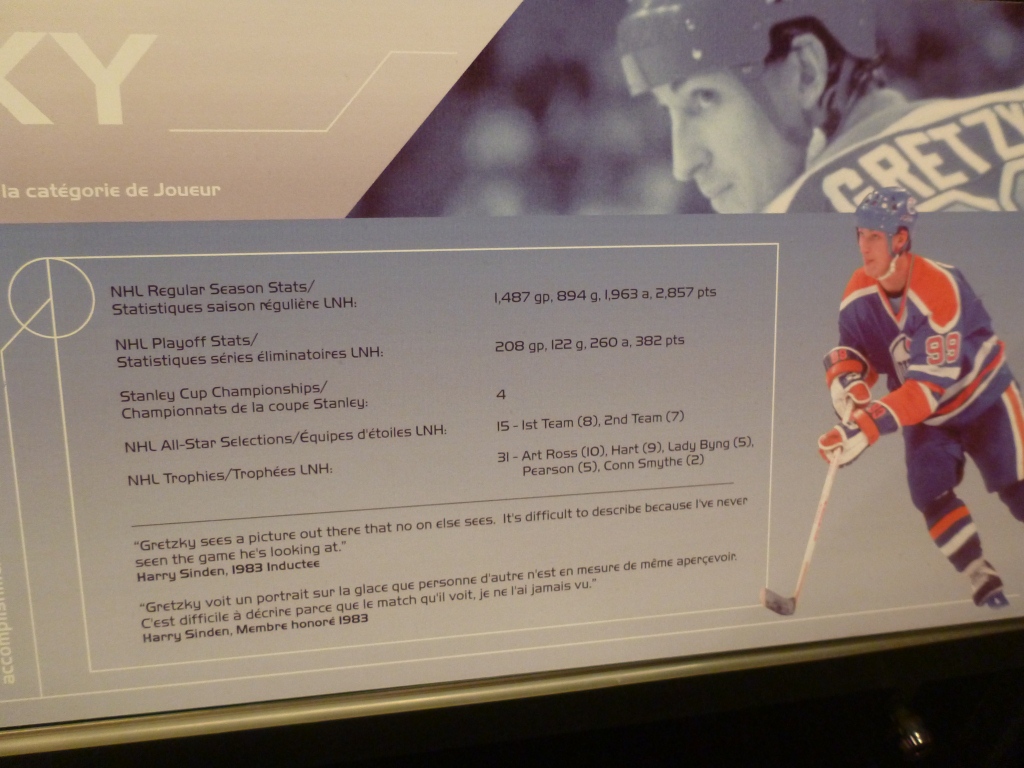 KY
la catégorie de Joueur
GRETZKY
NHL Regular Season Stats/
Statistiques saison régulière LNH:
1,487 gp, 894 g, 1,963 a, 2,857 pts
NHL Playoff Stats/
Statistiques séries éliminatoires LNH:
208 gp, 122 g, 260 a, 382 pts
Stanley Cup Championships/
Championnats de la coupe Stanley:
4
NHL All-Star Selections/Équipes d'étoiles LNH:
15 - 1st Team (8), 2nd Team (7)
NHL Trophies/Trophées LNH:
31 - Art Ross (10), Hart (9), Lady Byng (5),
Pearson (5), Conn Smythe (2)
"Gretzky sees a picture out there that no on else sees. It's difficult to describe because I've never
seen the game he's looking at."
Harry Sinden, 1983 Inductee
"Gretzky voit un portrait sur la glace que personne d'autre n'est en mesure de même aperçevoir.
C'est difficile à décrire parce que le match qu'il voit, je ne l'ai jamais vu."
Harry Sinden, Membre honoré 1983
99